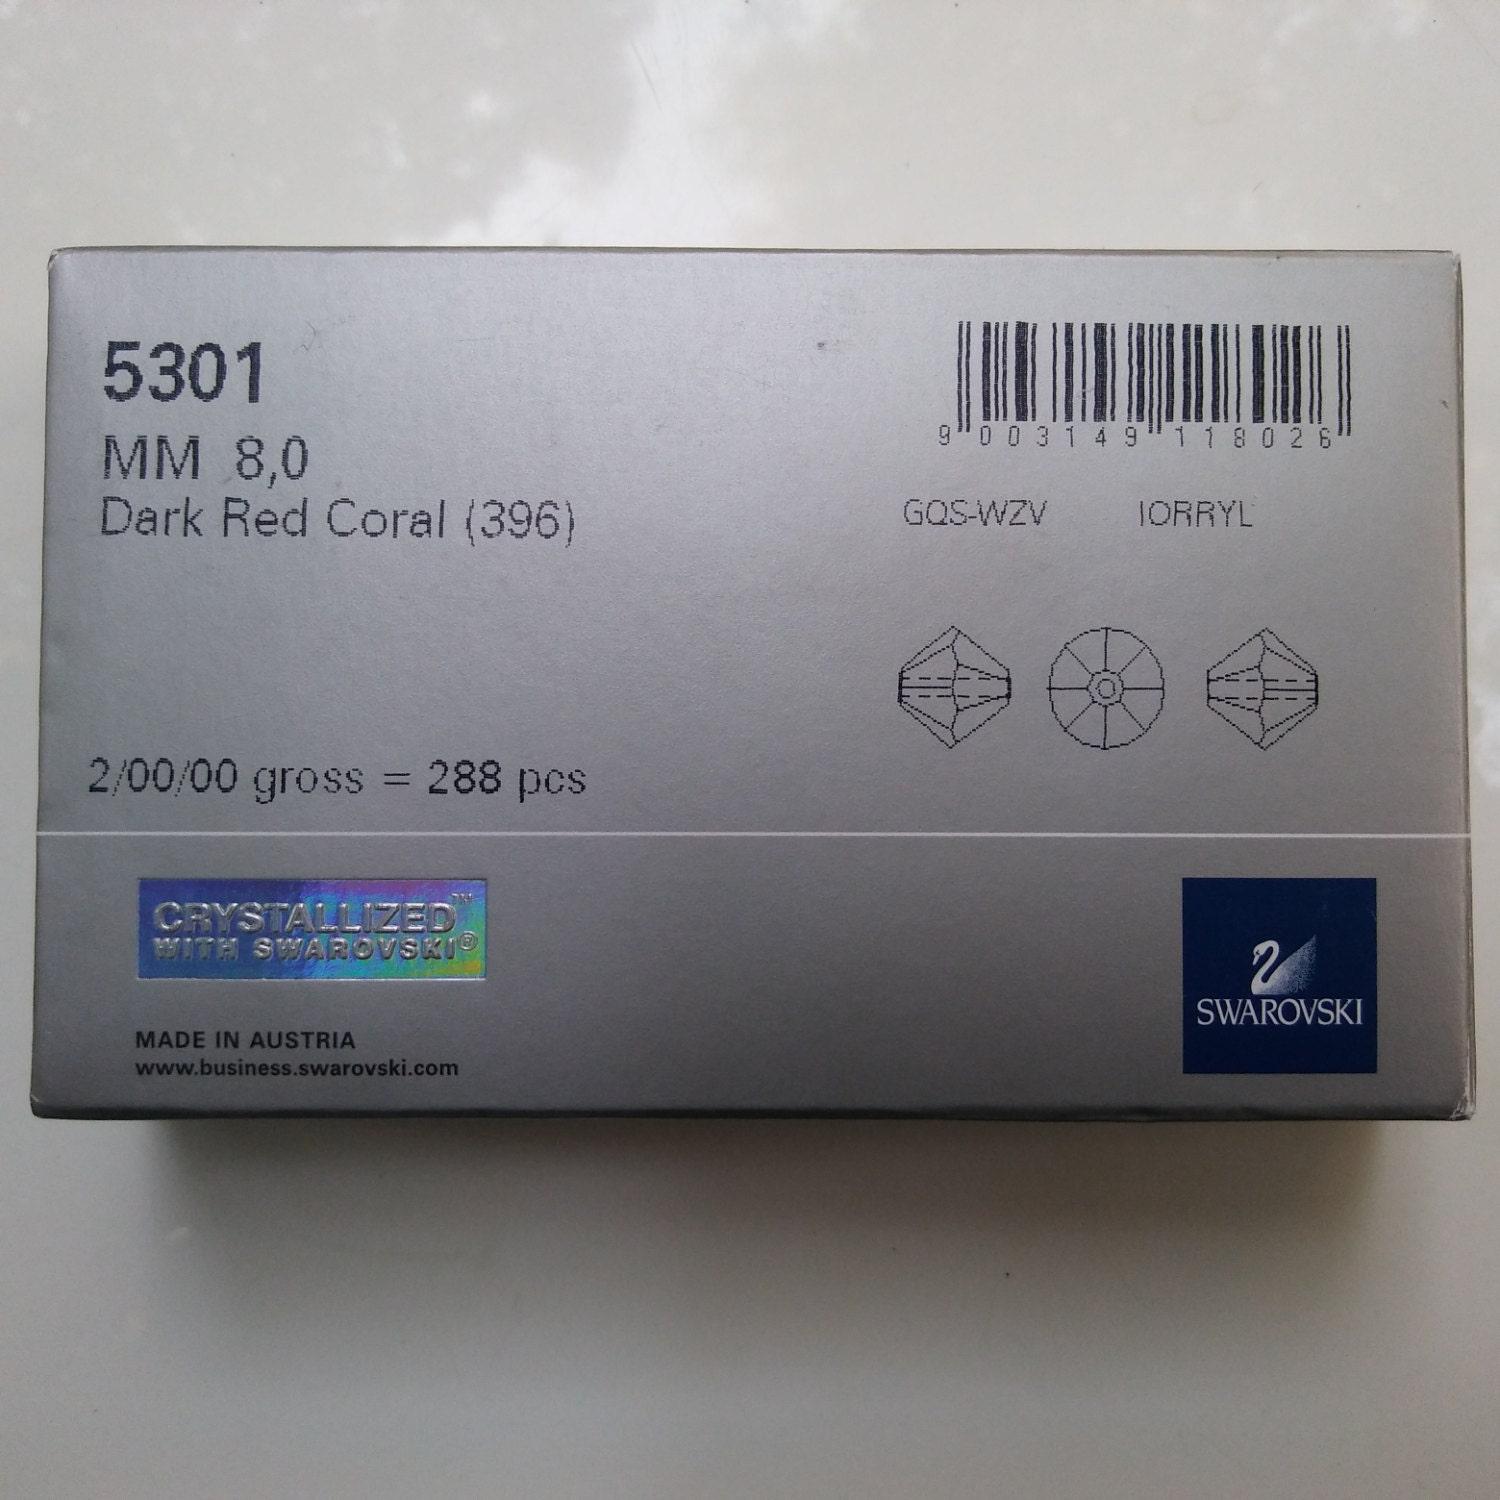 5301
MM 8,0
Dark Red Coral (396)
9 003149 118026
GQS-WZV IORRYL
2/00/00 gross = 288 pcs
CRYSTALLIZED™
WITH SWAROVSKI®
MADE IN AUSTRIA
www.business.swarovski.com
SWAROVSKI